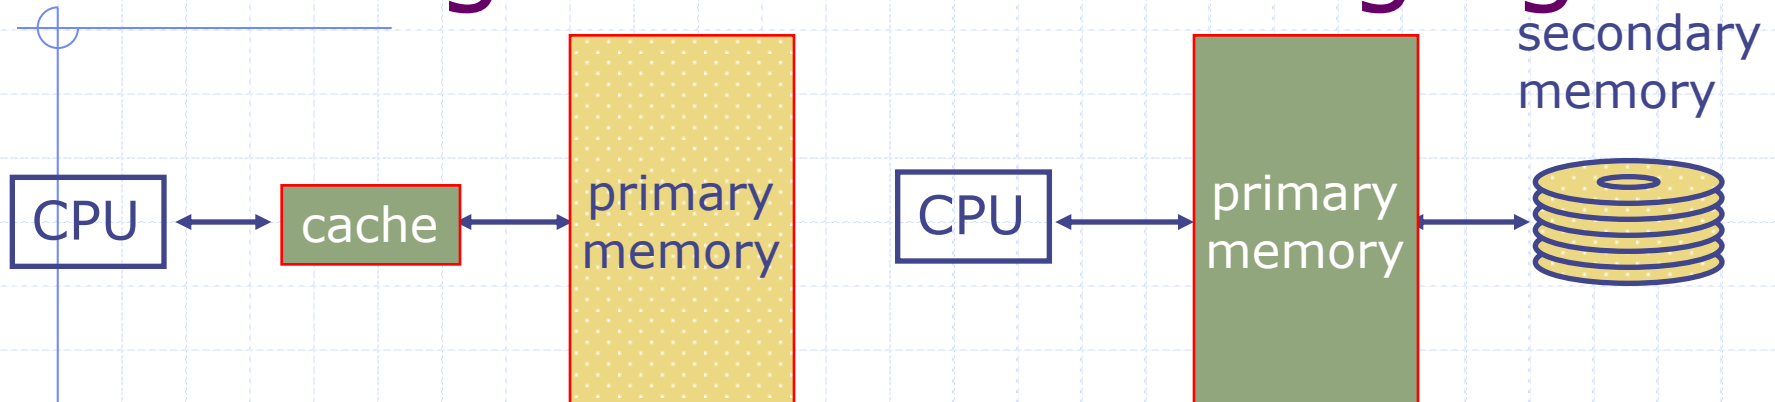 secondary
memory
CPU
cache
primary
memory
CPU
primary
memory